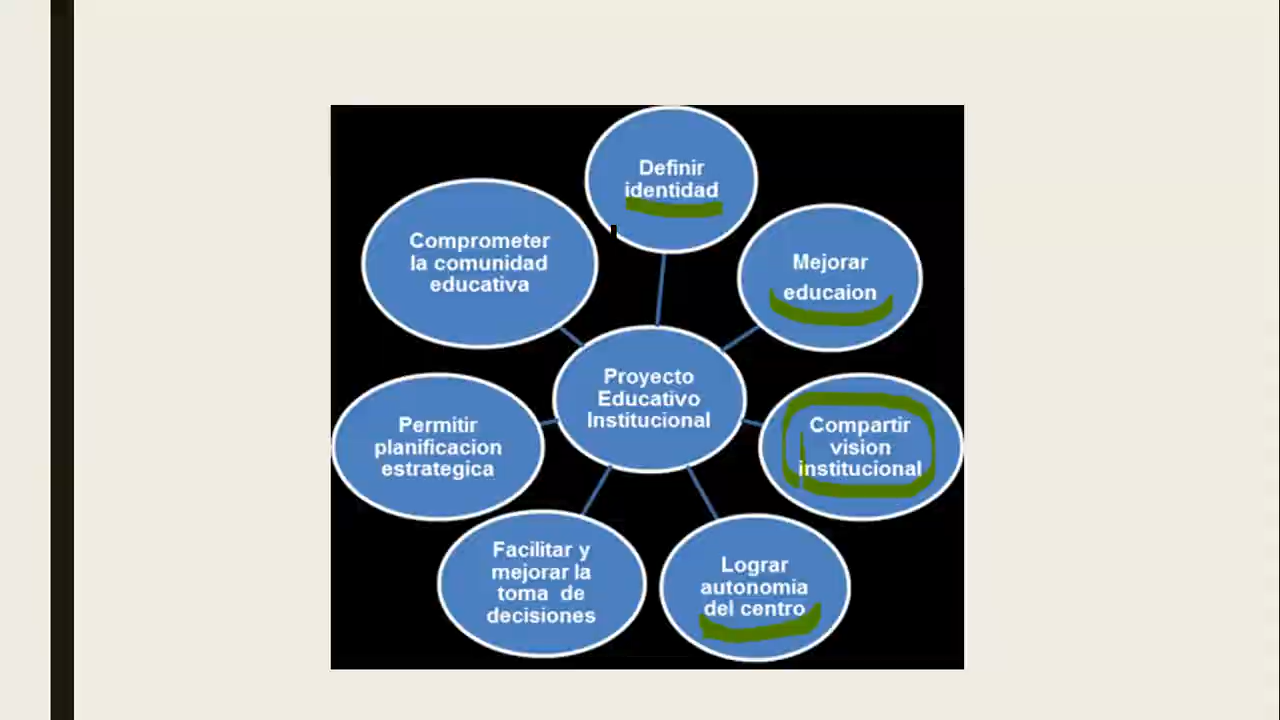 Definir
identidad
Mejorar
educaion
Compartir
vision
institucional
Lograr
autonomia
del centro
Facilitar y
mejorar la
toma de
decisiones
Permitir
planificacion
estrategica
Comprometer
la comunidad
educativa
Proyecto
Educativo
Institucional